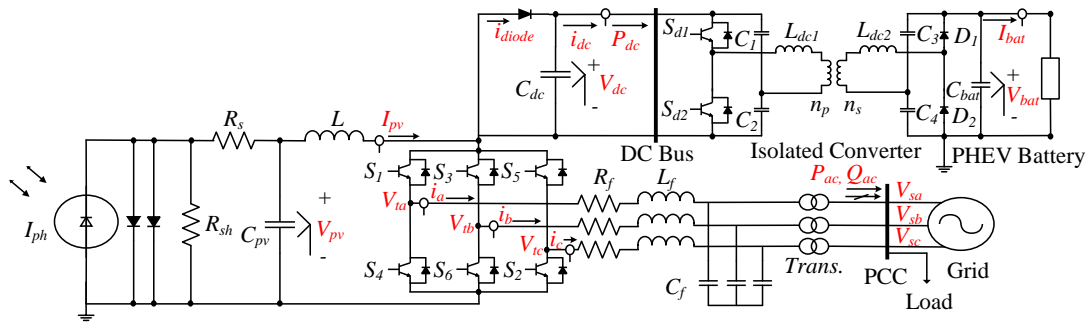 i_diode
i_dc P_dc
S_d1
C_1 L_dc1 L_dc2 C_3 D_1 I_bat
C_dc + V_dc -
S_d2
C_2 n_p n_s C_4 D_2 C_bat + V_bat -
DC Bus Isolated Converter PHEV Battery
R_s L I_pv
S_1 S_3 S_5
R_f L_f P_ac, Q_ac
V_ta i_a V_sa
I_ph R_sh C_pv + V_pv -
V_tb i_b V_sb
V_tc i_c V_sc
S_4 S_6 S_2
C_f Trans. PCC Grid
Load